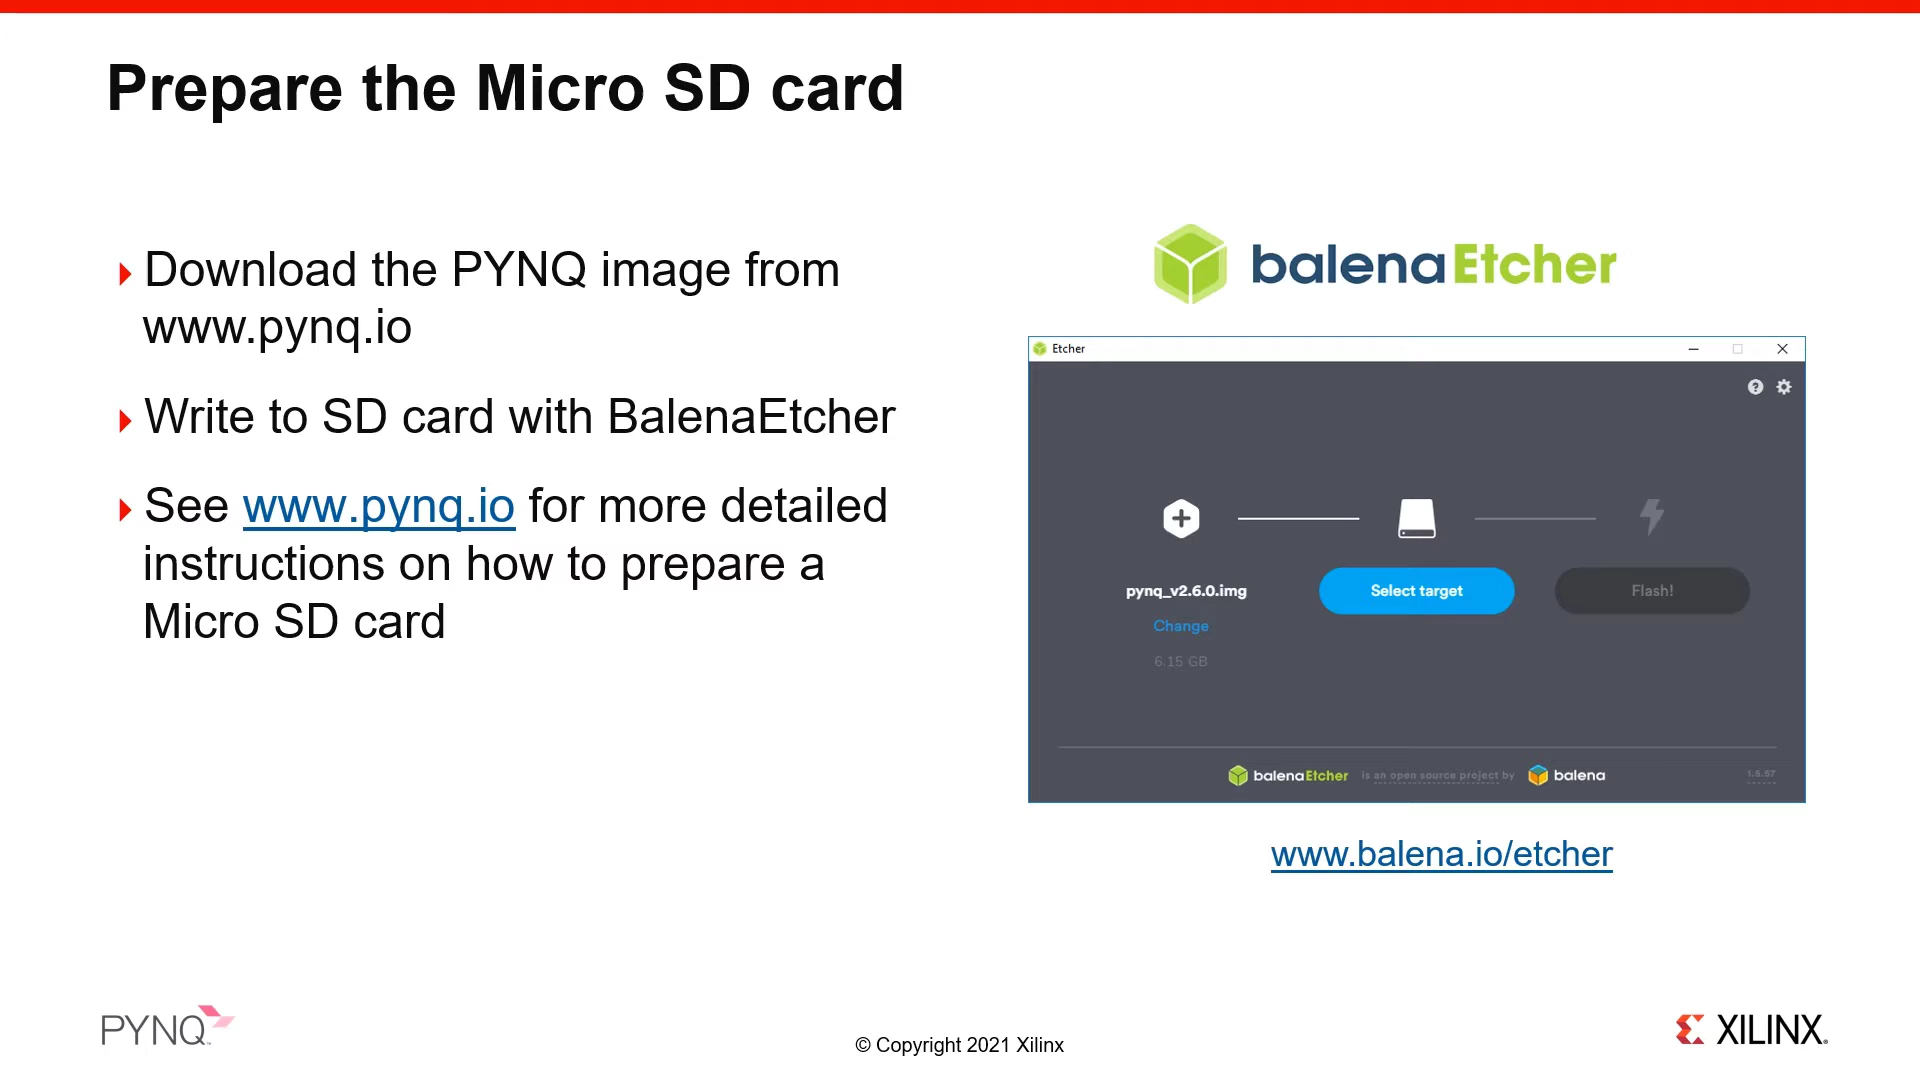 Prepare the Micro SD card
Download the PYNQ image from
www.pynq.io
Write to SD card with BalenaEtcher
See www.pynq.io for more detailed
instructions on how to prepare a
Micro SD card
balenaEtcher
Etcher
pynq_v2.6.0.img
Select target
Flash!
Change
6.15 GB
balenaEtcher is an open source project by balena
1.5.57
www.balena.io/etcher
PYNQ
© Copyright 2021 Xilinx
XILINX